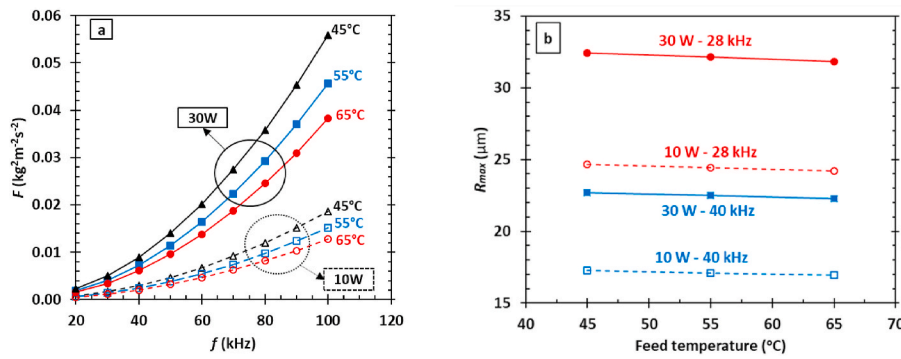 a
0.06
0.05
0.04
0.03
0.02
0.01
0.00
F (kg²m⁻²s⁻²)
45°C
55°C
65°C
30W
45°C
55°C
65°C
10W
20 40 60 80 100 120
f (kHz)
b
35
30
25
20
15
Rmax (µm)
30 W - 28 kHz
10 W - 28 kHz
30 W - 40 kHz
10 W - 40 kHz
40 45 50 55 60 65 70
Feed temperature (°C)